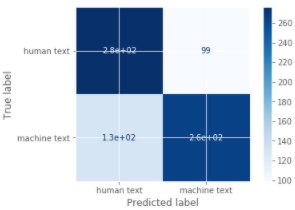 human text
machine text
True label
2.8e+02
99
1.3e+02
2.6e+02
human text
machine text
Predicted label
260
240
220
200
180
160
140
120
100